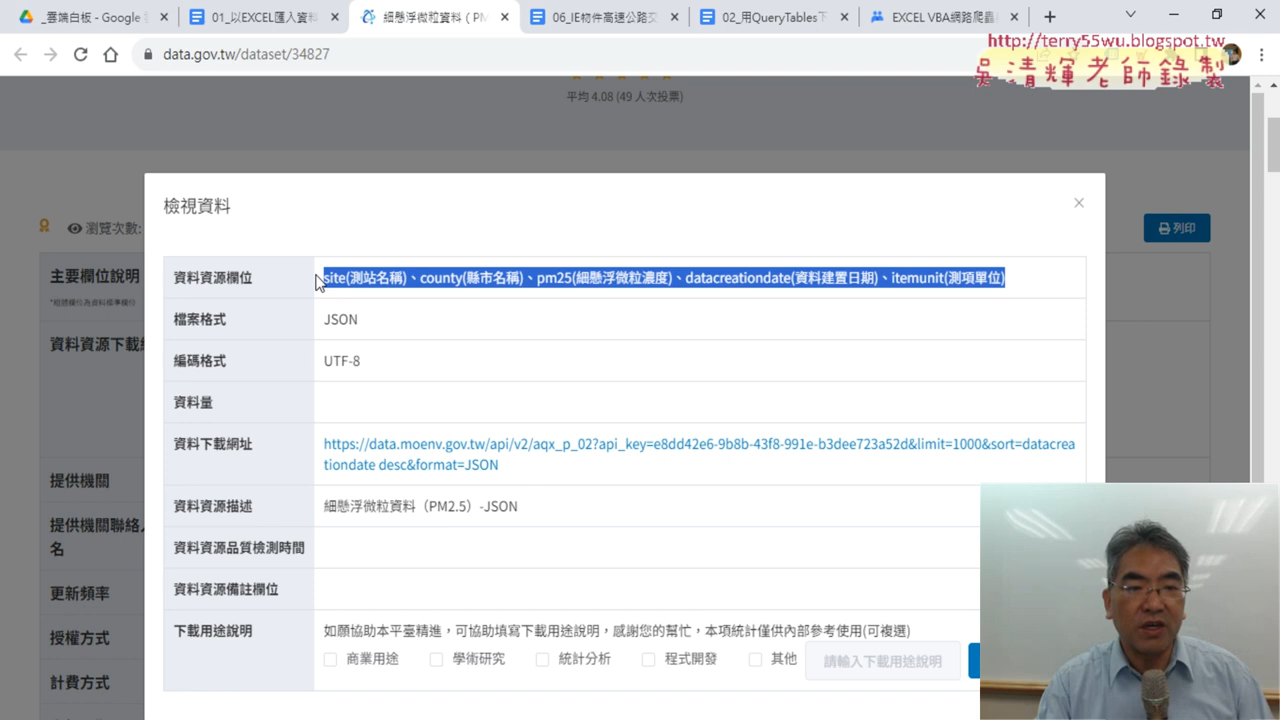 _雲端白板 - Google
01_以EXCEL匯入資料
細懸浮微粒資料 (PM
06_IE物件高速公路交
02_用QueryTables下
EXCEL VBA網路爬蟲
data.gov.tw/dataset/34827
http://terry55wu.blogspot.tw
吳清輝老師錄製
平均 4.08 (49 人次投票)
檢視資料
瀏覽次數:
列印
主要欄位說明
資料資源欄位
site(測站名稱)、county(縣市名稱)、pm25(細懸浮微粒濃度)、datacreationdate(資料建置日期)、itemunit(測項單位)
檔案格式
JSON
資料資源下載
編碼格式
UTF-8
資料量
資料下載網址
https://data.moenv.gov.tw/api/v2/aqx_p_02?api_key=e8dd42e6-9b8b-43f8-991e-b3dee723a52d&limit=1000&sort=datacrea
tiondate desc&format=JSON
提供機關
資料資源描述
細懸浮微粒資料（PM2.5）-JSON
提供機關聯絡
名
資料資源品質檢測時間
更新頻率
資料資源備註欄位
授權方式
下載用途說明
如願協助本平臺精進，可協助填寫下載用途說明，感謝您的幫忙，本項統計僅供內部參考使用(可複選)
商業用途
學術研究
統計分析
程式開發
其他
請輸入下載用途說明
計費方式